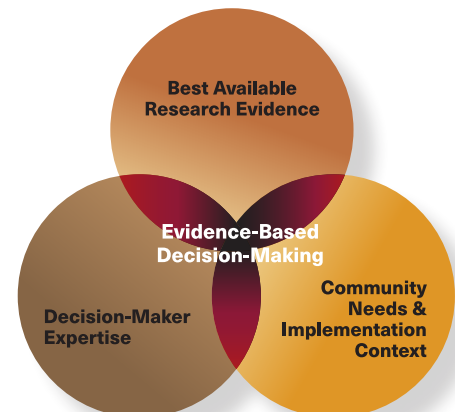 Best Available
Research Evidence
Evidence-Based
Decision-Making
Decision-Maker
Expertise
Community
Needs &
Implementation
Context